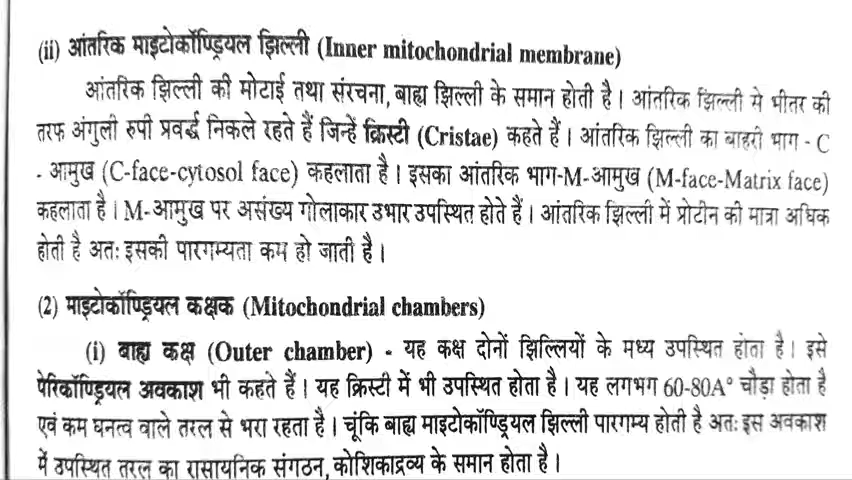 (ii) आंतरिक माइटोकॉण्ड्रियल झिल्ली (Inner mitochondrial membrane)
आंतरिक झिल्ली की मोटाई तथा संरचना, बाह्य झिल्ली के समान होती है। आंतरिक झिल्ली से भीतर की
तरफ अंगुली रुपी प्रवर्द्ध निकले रहते हैं जिन्हें क्रिस्टी (Cristae) कहते हैं। आंतरिक झिल्ली का बाहरी भाग - C
- आमुख (C-face-cytosol face) कहलाता है। इसका आंतरिक भाग-M-आमुख (M-face-Matrix face)
कहलाता है। M-आमुख पर असंख्य गोलाकार उभार उपस्थित होते हैं। आंतरिक झिल्ली में प्रोटीन की मात्रा अधिक
होती है अतः इसकी पारगम्यता कम हो जाती है।
(2) माइटोकॉण्ड्रियल कक्षक (Mitochondrial chambers)
(i) बाह्य कक्ष (Outer chamber) - यह कक्ष दोनों झिल्लियों के मध्य उपस्थित होता है। इसे
पेरिकॉण्ड्रियल अवकाश भी कहते हैं। यह क्रिस्टी में भी उपस्थित होता है। यह लगभग 60-80A° चौड़ा होता है
एवं कम घनत्व वाले तरल से भरा रहता है। चूंकि बाह्य माइटोकॉण्ड्रियल झिल्ली पारगम्य होती है अतः इस अवकाश
में उपस्थित तरल का रासायनिक संगठन, कोशिकाद्रव्य के समान होता है।